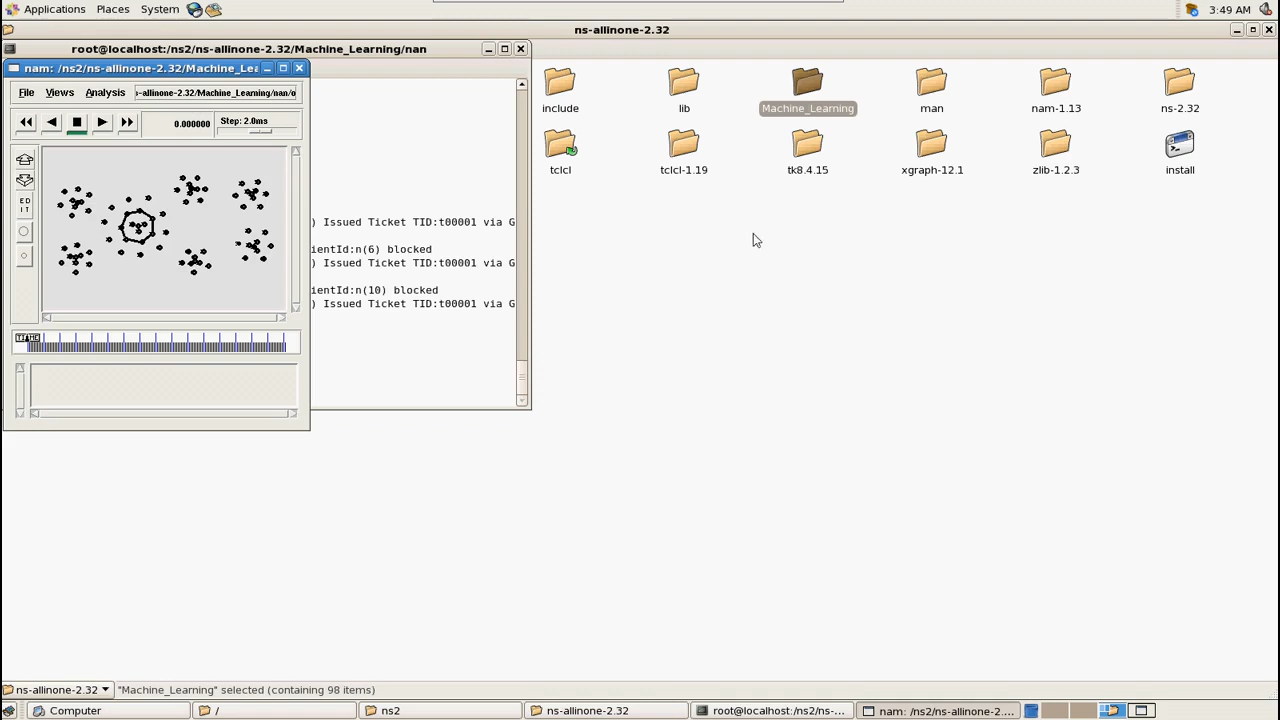 Applications Places System
3:49 AM
ns-allinone-2.32
root@localhost:/ns2/ns-allinone-2.32/Machine_Learning/nan
nam: /ns2/ns-allinone-2.32/Machine_Lea
File Views Analysis -allinone-2.32/Machine_Learning/nan/o
0.000000 Step: 2.0ms
ED
IT
TIME
) Issued Ticket TID:t00001 via G
ientId:n(6) blocked
) Issued Ticket TID:t00001 via G
ientId:n(10) blocked
) Issued Ticket TID:t00001 via G
include lib Machine_Learning man nam-1.13 ns-2.32
tclcl tclcl-1.19 tk8.4.15 xgraph-12.1 zlib-1.2.3 install
ns-allinone-2.32 "Machine_Learning" selected (containing 98 items)
Computer / ns2 ns-allinone-2.32 root@localhost:/ns2/ns-... nam: /ns2/ns-allinone-2....